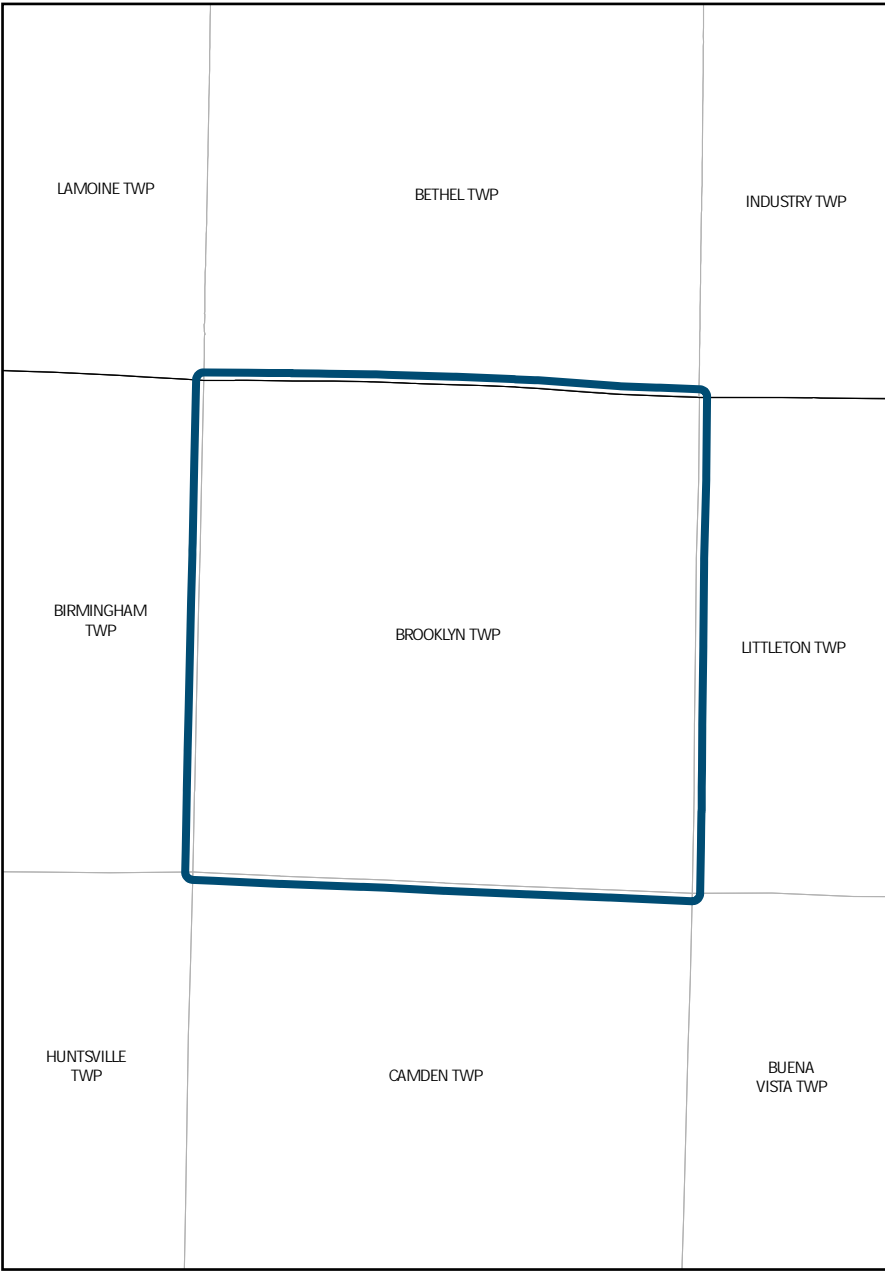 LAMOINE TWP
BETHEL TWP
INDUSTRY TWP
BIRMINGHAM
TWP
BROOKLYN TWP
LITTLETON TWP
HUNTSVILLE
TWP
CAMDEN TWP
BUENA
VISTA TWP